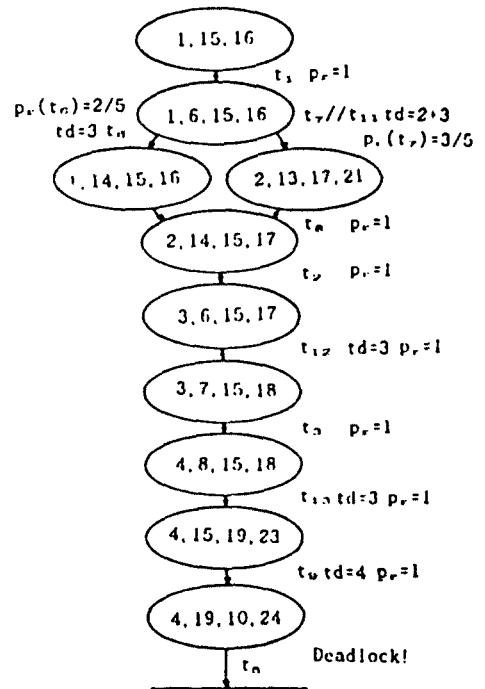 1, 15, 16
t₁ pᵣ=1
pᵣ(t₆)=2/5
1, 6, 15, 16
t₇//t₁₁ td=2+3
td=3
p.(t₇)=3/5
1, 14, 15, 16
2, 13, 17, 21
2, 14, 15, 17
pᵣ=1
t₂ pᵣ=1
3, 6, 15, 17
t₁₂ td=3 pᵣ=1
3, 7, 15, 18
t₃ pᵣ=1
4, 8, 15, 18
t₁₃ td=3 pᵣ=1
4, 15, 19, 23
t₉ td=4 pᵣ=1
4, 19, 10, 24
Deadlock!